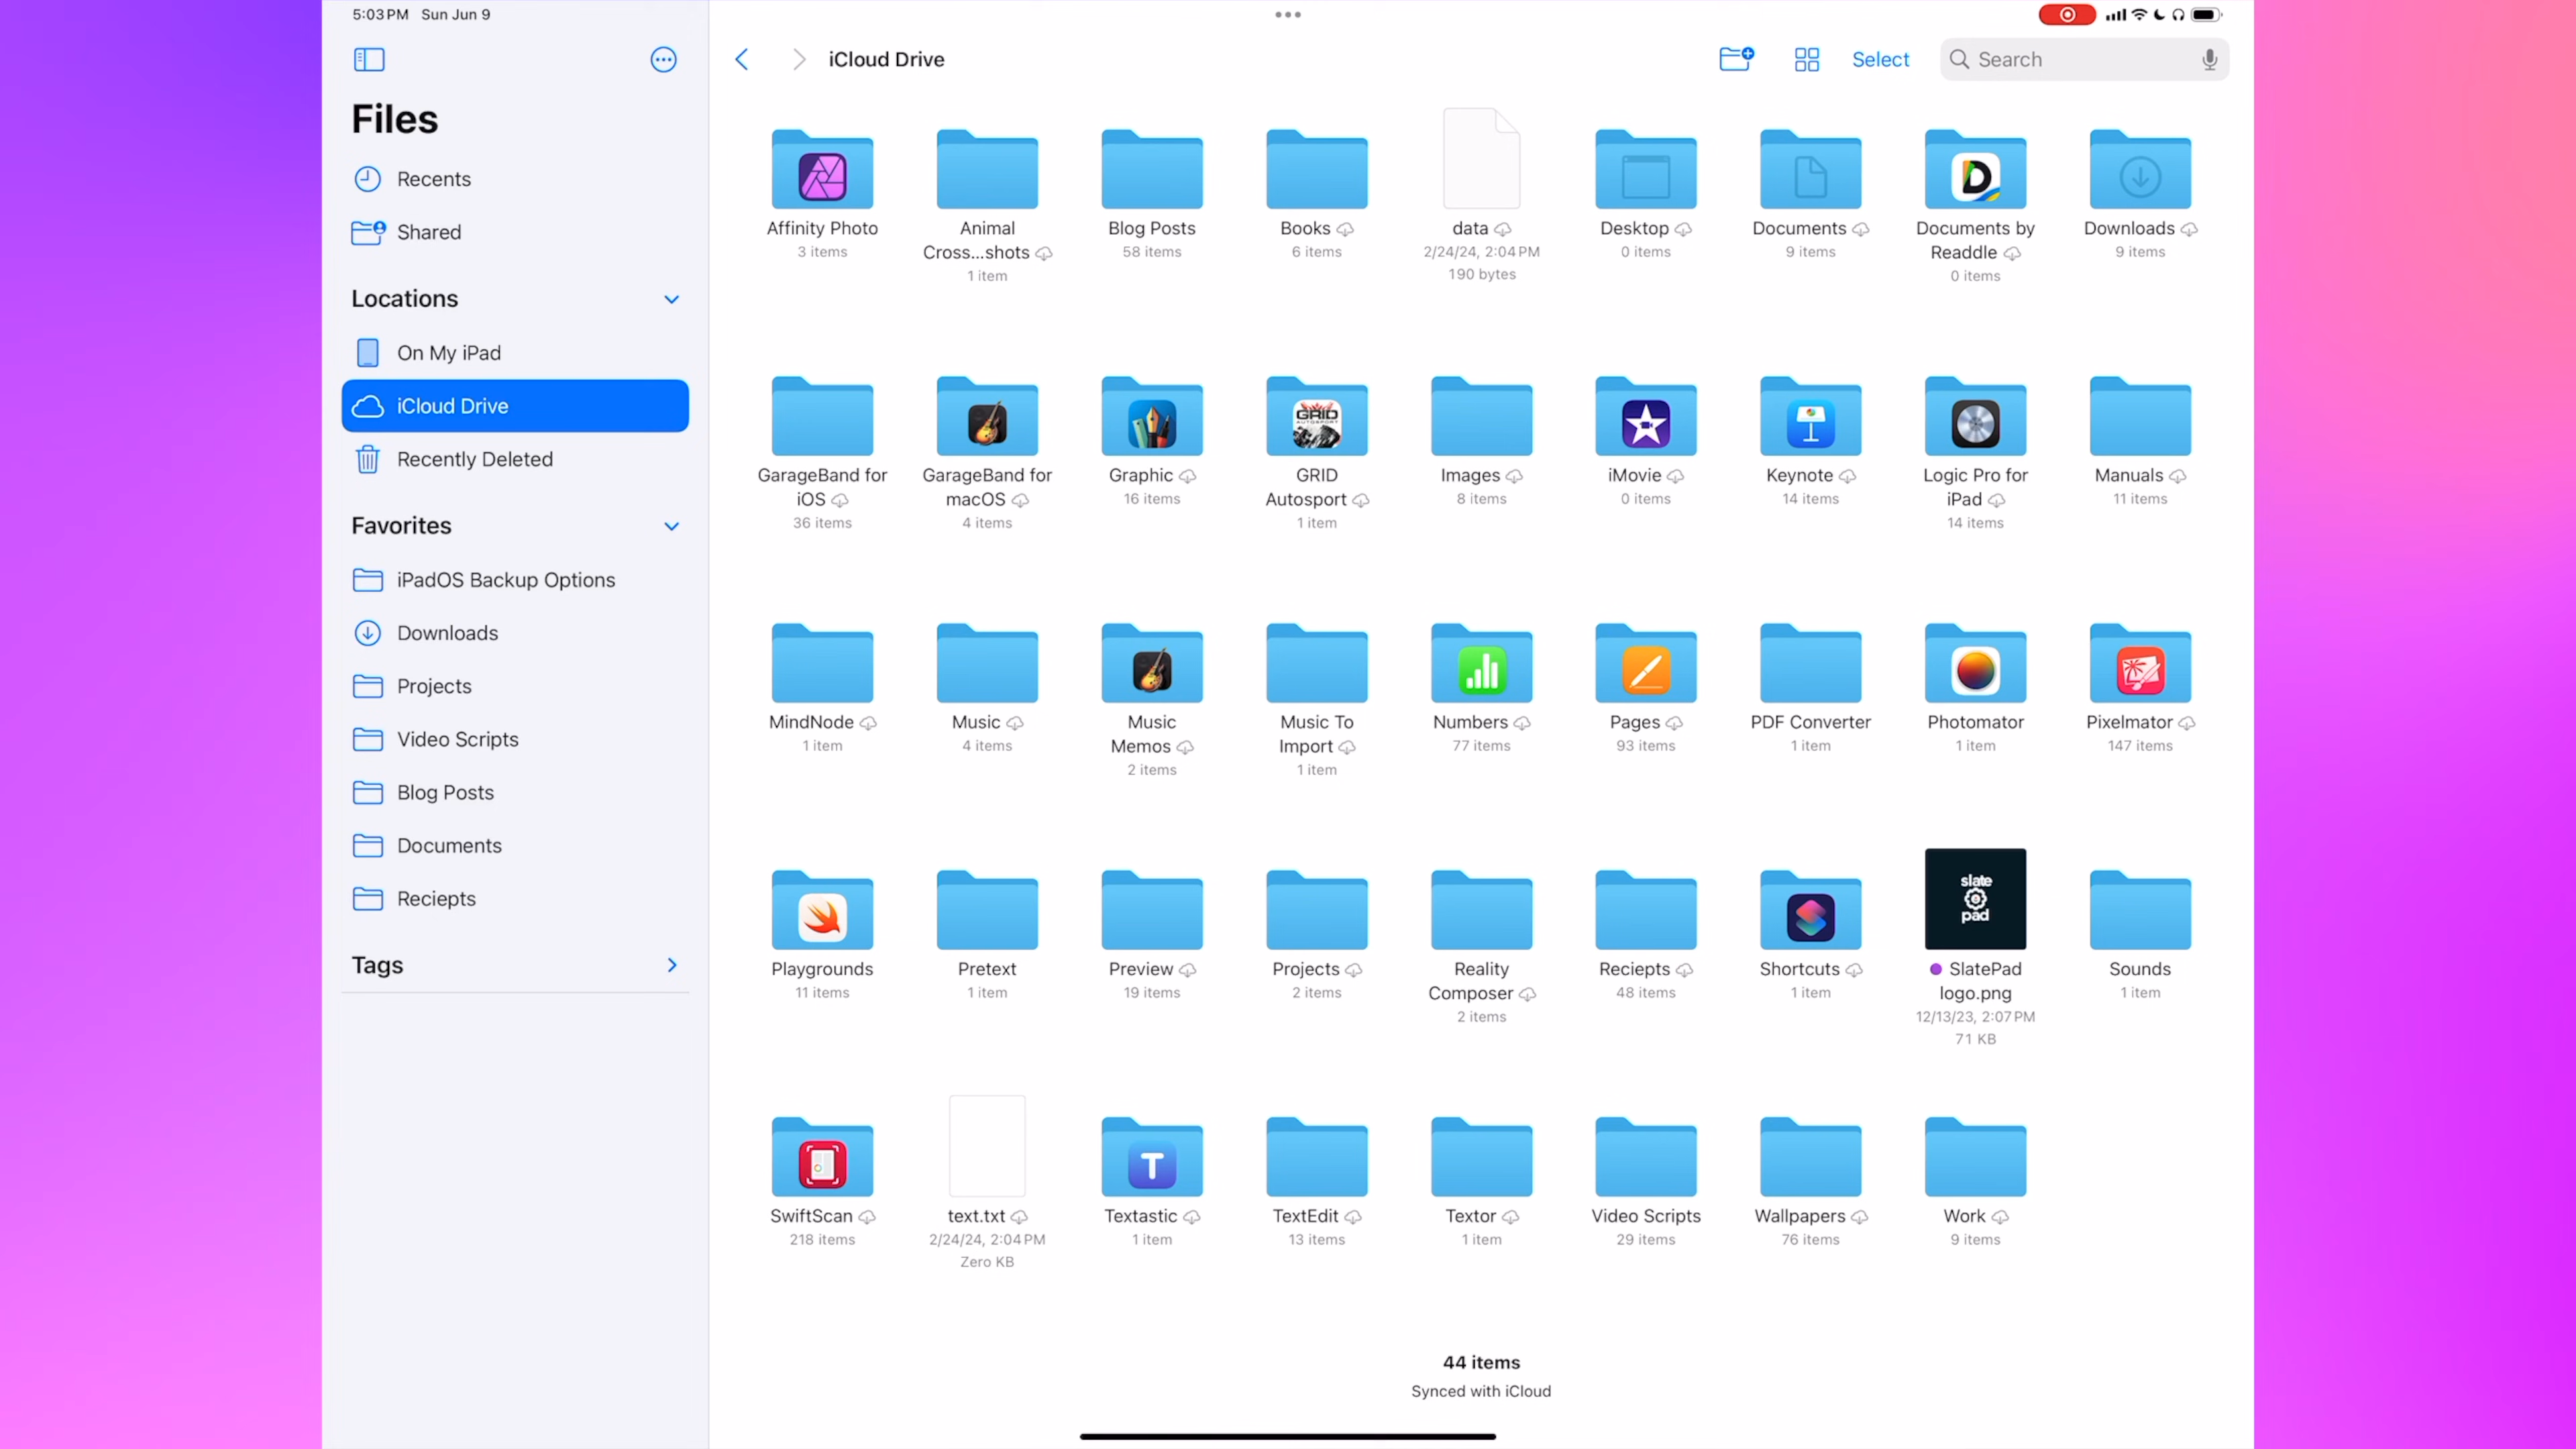 5:03 PM Sun Jun 9
Files
Recents
Shared
Locations
On My iPad
iCloud Drive
Recently Deleted
Favorites
iPadOS Backup Options
Downloads
Projects
Video Scripts
Blog Posts
Documents
Reciepts
Tags
iCloud Drive
Select
Search
Affinity Photo
3 items
Animal
Cross...shots
1 item
Blog Posts
58 items
Books
6 items
data
2/24/24, 2:04 PM
190 bytes
Desktop
0 items
Documents
9 items
D
Documents by
Readdle
0 items
Downloads
9 items
GarageBand for
iOS
36 items
GarageBand for
macOS
4 items
Graphic
16 items
GRID
AUTOSPORT
GRID
Autosport
1 item
Images
8 items
iMovie
0 items
Keynote
14 items
Logic Pro for
iPad
14 items
Manuals
11 items
MindNode
1 item
Music
4 items
Music
Memos
2 items
Music To
Import
1 item
Numbers
77 items
Pages
93 items
PDF Converter
1 item
Photomator
1 item
Pixelmator
147 items
Playgrounds
11 items
Pretext
1 item
Preview
19 items
Projects
2 items
Reality
Composer
2 items
Reciepts
48 items
Shortcuts
1 item
slate
pad
SlatePad
logo.png
12/13/23, 2:07 PM
71 KB
Sounds
1 item
SwiftScan
218 items
text.txt
2/24/24, 2:04 PM
Zero KB
T
Textastic
1 item
TextEdit
13 items
Textor
1 item
Video Scripts
29 items
Wallpapers
76 items
Work
9 items
44 items
Synced with iCloud